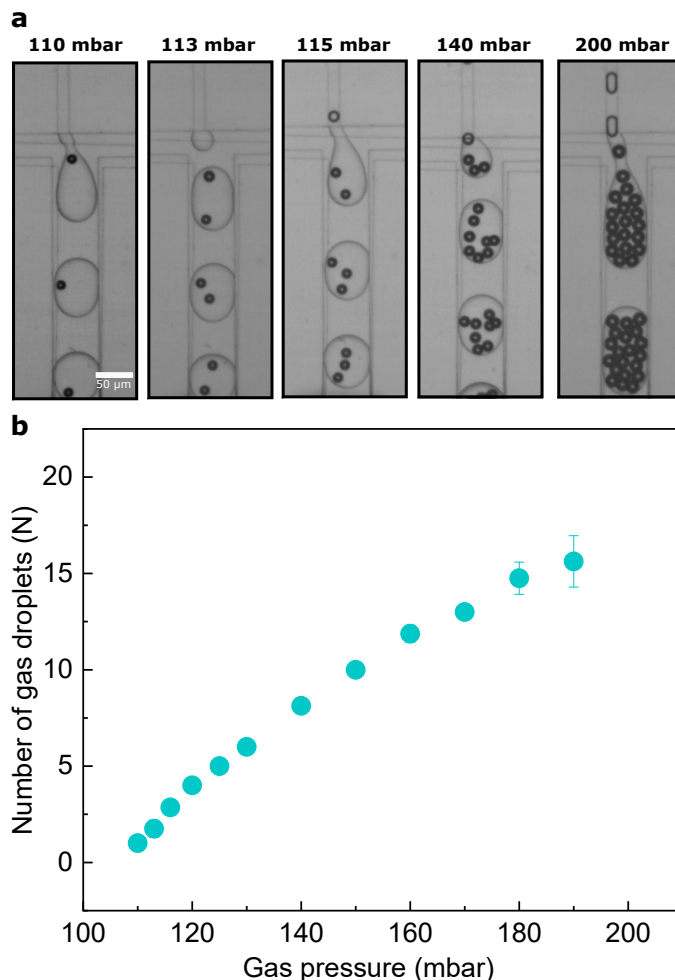 a
110 mbar 113 mbar 115 mbar 140 mbar 200 mbar
50 µm
b
Number of gas droplets (N)
20
15
10
5
0
100 120 140 160 180 200
Gas pressure (mbar)